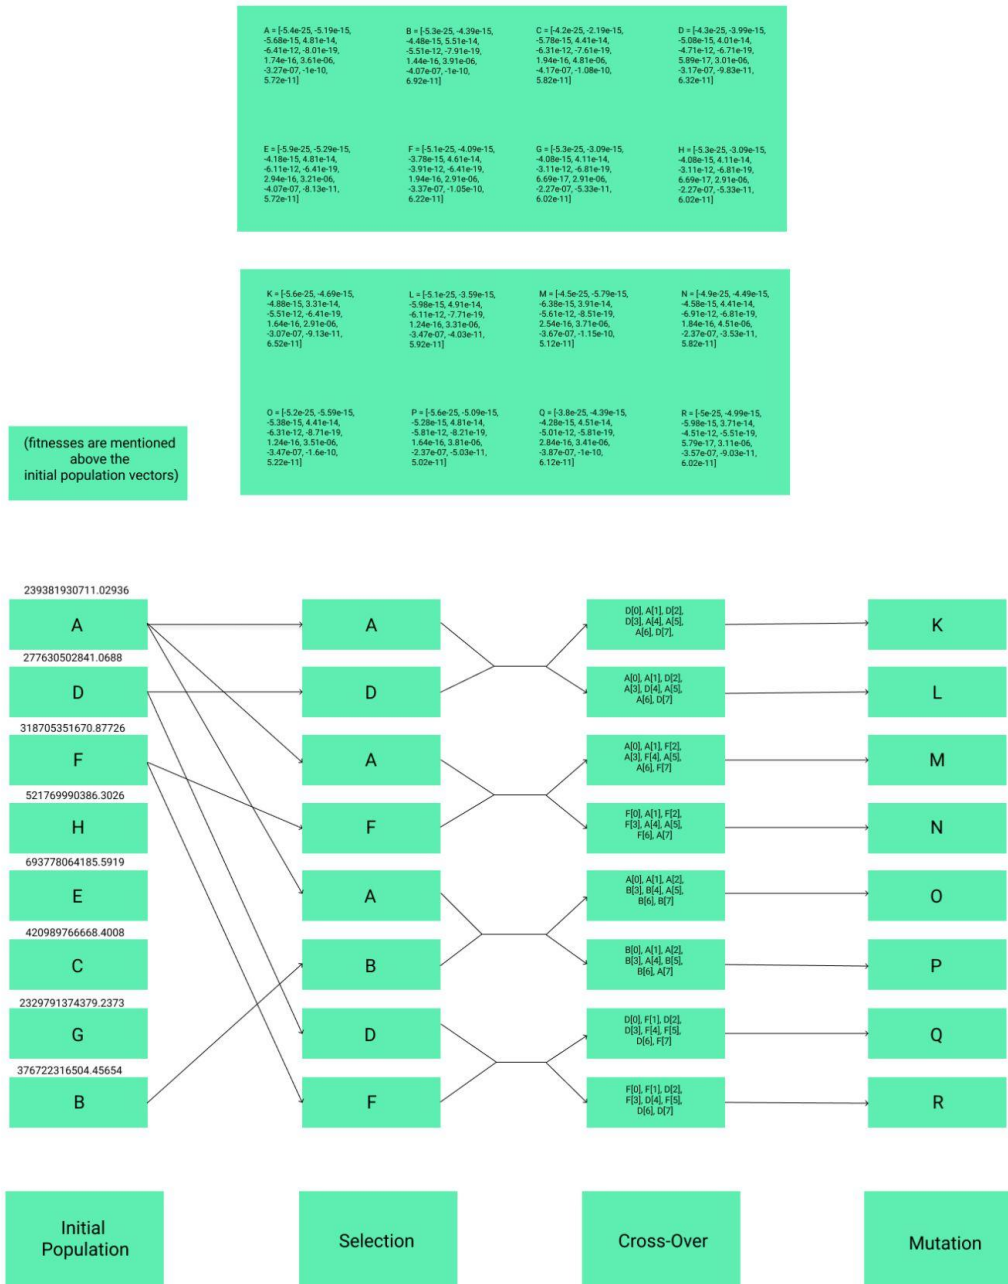 A = [-5.4e-25, -5.19e-15,
-5.68e-15, 4.81e-14,
-6.41e-12, -8.01e-19,
1.74e-16, 3.61e-06,
-3.27e-07, -1e-10,
5.72e-11]
B = [-5.3e-25, -4.39e-15,
-4.48e-15, 5.51e-14,
-5.51e-12, -7.91e-19,
1.44e-16, 3.91e-06,
-4.07e-07, -1e-10,
6.92e-11]
C = [-4.2e-25, -2.19e-15,
-5.78e-15, 4.41e-14,
-6.31e-12, -7.61e-19,
1.94e-16, 4.81e-06,
-4.17e-07, -1.08e-10,
5.82e-11]
D = [-4.3e-25, -3.99e-15,
-5.08e-15, 4.01e-14,
-4.71e-12, -6.71e-19,
5.89e-17, 3.01e-06,
-3.17e-07, -9.83e-11,
6.32e-11]
E = [-5.9e-25, -5.29e-15,
-4.18e-15, 4.81e-14,
-6.11e-12, -6.41e-19,
2.94e-16, 3.21e-06,
-4.07e-07, -8.13e-11,
5.72e-11]
F = [-5.1e-25, -4.09e-15,
-3.78e-15, 4.61e-14,
-3.91e-12, -6.41e-19,
1.94e-16, 2.91e-06,
-3.37e-07, -1.05e-10,
6.22e-11]
G = [-5.3e-25, -3.09e-15,
-4.08e-15, 4.11e-14,
-3.11e-12, -6.81e-19,
6.69e-17, 2.91e-06,
-2.27e-07, -5.33e-11,
6.02e-11]
H = [-5.3e-25, -3.09e-15,
-4.08e-15, 4.11e-14,
-3.11e-12, -6.81e-19,
6.69e-17, 2.91e-06,
-2.27e-07, -5.33e-11,
6.02e-11]
K = [-5.6e-25, -4.69e-15,
-4.88e-15, 3.31e-14,
-5.51e-12, -6.41e-19,
1.64e-16, 2.91e-06,
-3.07e-07, -9.13e-11,
6.52e-11]
L = [-5.1e-25, -3.59e-15,
-5.98e-15, 4.91e-14,
-6.11e-12, -7.71e-19,
1.24e-16, 3.31e-06,
-3.47e-07, -4.03e-11,
5.92e-11]
M = [-4.5e-25, -5.79e-15,
-6.38e-15, 3.91e-14,
-5.61e-12, -8.51e-19,
2.54e-16, 3.71e-06,
-3.67e-07, -1.15e-10,
5.12e-11]
N = [-4.9e-25, -4.49e-15,
-4.58e-15, 4.41e-14,
-6.91e-12, -6.81e-19,
1.84e-16, 4.51e-06,
-2.37e-07, -3.53e-11,
5.82e-11]
O = [-5.2e-25, -5.59e-15,
-5.38e-15, 4.41e-14,
-6.31e-12, -8.71e-19,
1.24e-16, 3.51e-06,
-3.47e-07, -1.6e-10,
5.22e-11]
P = [-5.6e-25, -5.09e-15,
-5.28e-15, 4.81e-14,
-5.81e-12, -8.21e-19,
1.64e-16, 3.81e-06,
-2.37e-07, -5.03e-11,
5.02e-11]
Q = [-3.8e-25, -4.39e-15,
-4.28e-15, 4.51e-14,
-5.01e-12, -5.81e-19,
2.84e-16, 3.41e-06,
-3.87e-07, -1e-10,
6.12e-11]
R = [-5e-25, -4.99e-15,
-5.98e-15, 3.71e-14,
-4.51e-12, -5.51e-19,
5.79e-17, 3.11e-06,
-3.57e-07, -9.03e-11,
6.02e-11]
(fitnesses are mentioned
above the
initial population vectors)
239381930711.02936
A
A
D[0], A[1], D[2],
D[3], A[4], A[5],
A[6], D[7],
K
277630502841.0688
D
D
A[0], A[1], D[2],
A[3], D[4], A[5],
A[6], D[7]
L
318705351670.87726
F
A
A[0], A[1], F[2],
A[3], F[4], A[5],
A[6], F[7]
M
521769990386.3026
H
F
F[0], A[1], F[2],
F[3], A[4], A[5],
F[6], A[7]
N
693778064185.5919
E
A
A[0], A[1], A[2],
B[3], B[4], A[5],
B[6], B[7]
O
420989766668.4008
C
B
B[0], A[1], A[2],
B[3], A[4], B[5],
B[6], A[7]
P
2329791374379.2373
G
D
D[0], F[1], D[2],
D[3], F[4], F[5],
D[6], F[7]
Q
376722316504.45654
B
F
F[0], F[1], D[2],
F[3], D[4], F[5],
D[6], D[7]
R
Initial
Population
Selection
Cross-Over
Mutation